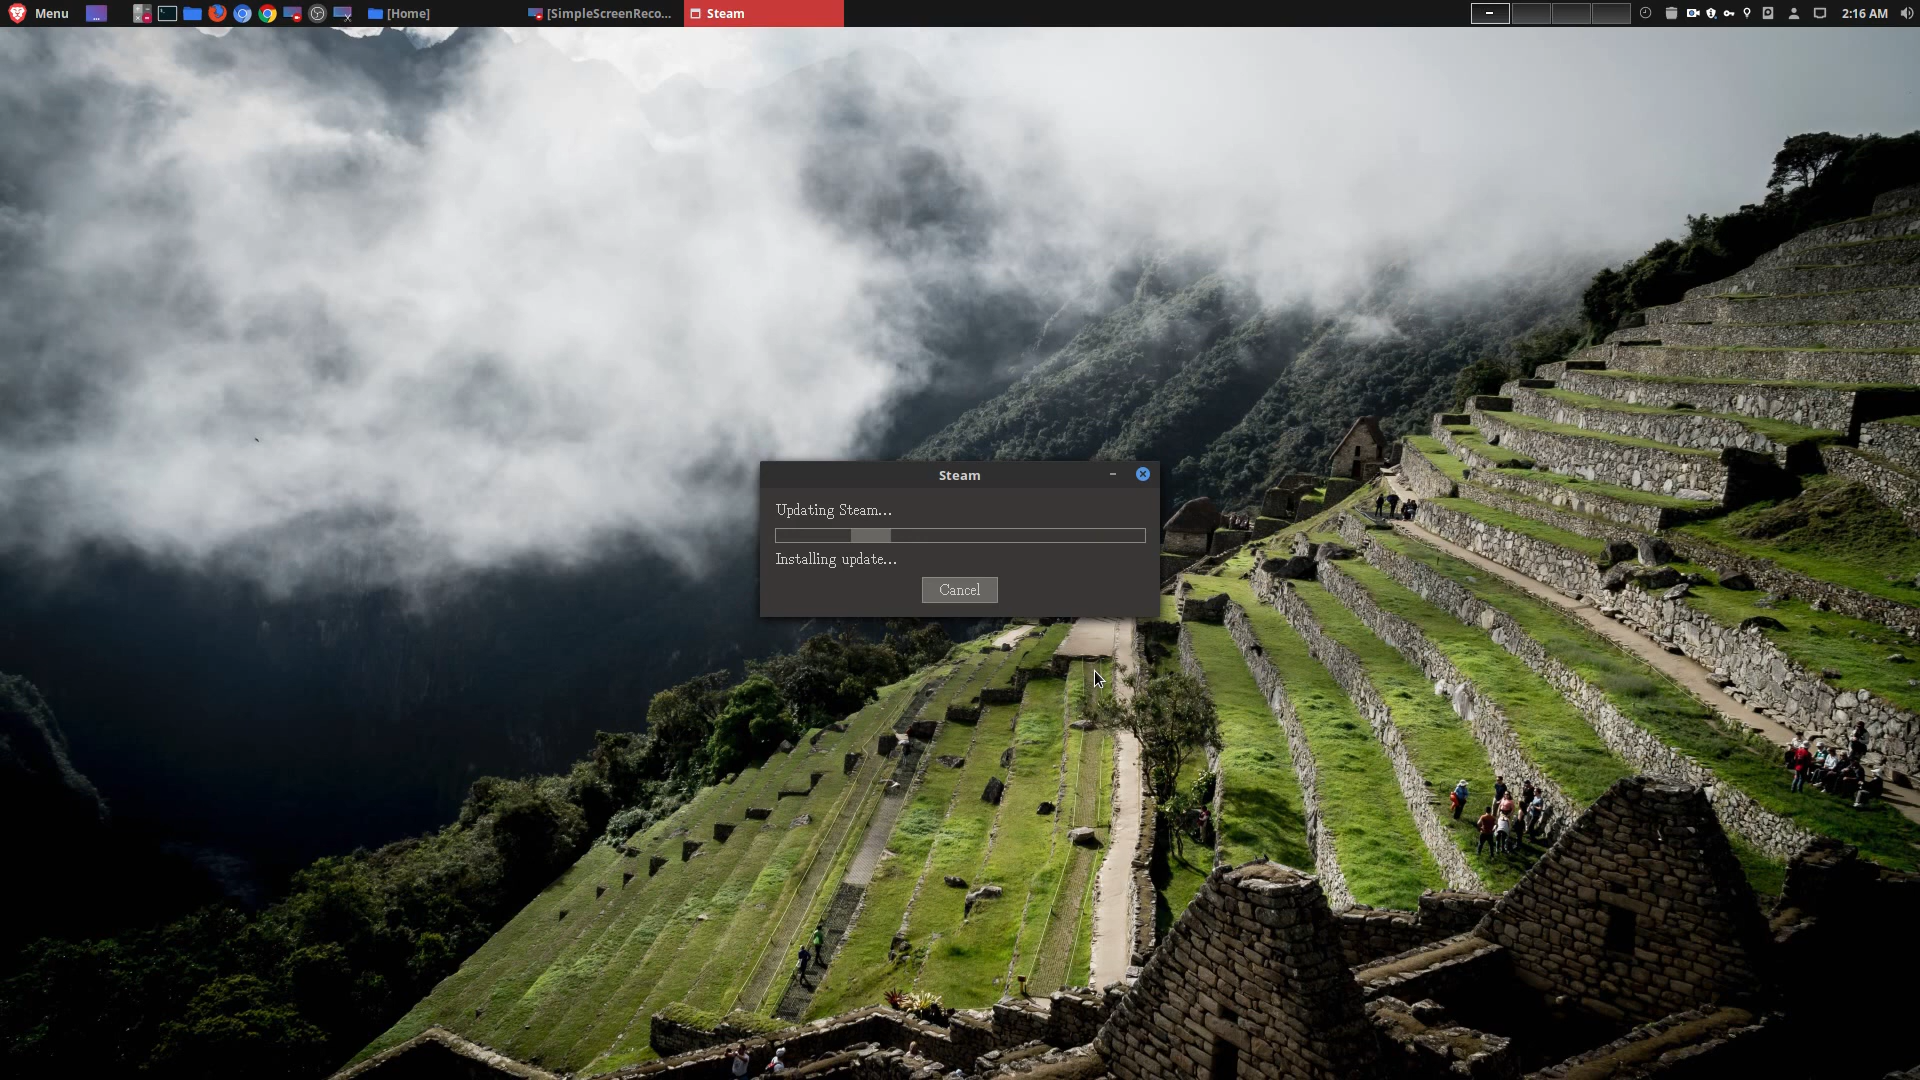 Menu
[Home]
[SimpleScreenReco...
Steam
2:16 AM
Steam
Updating Steam...
Installing update...
Cancel